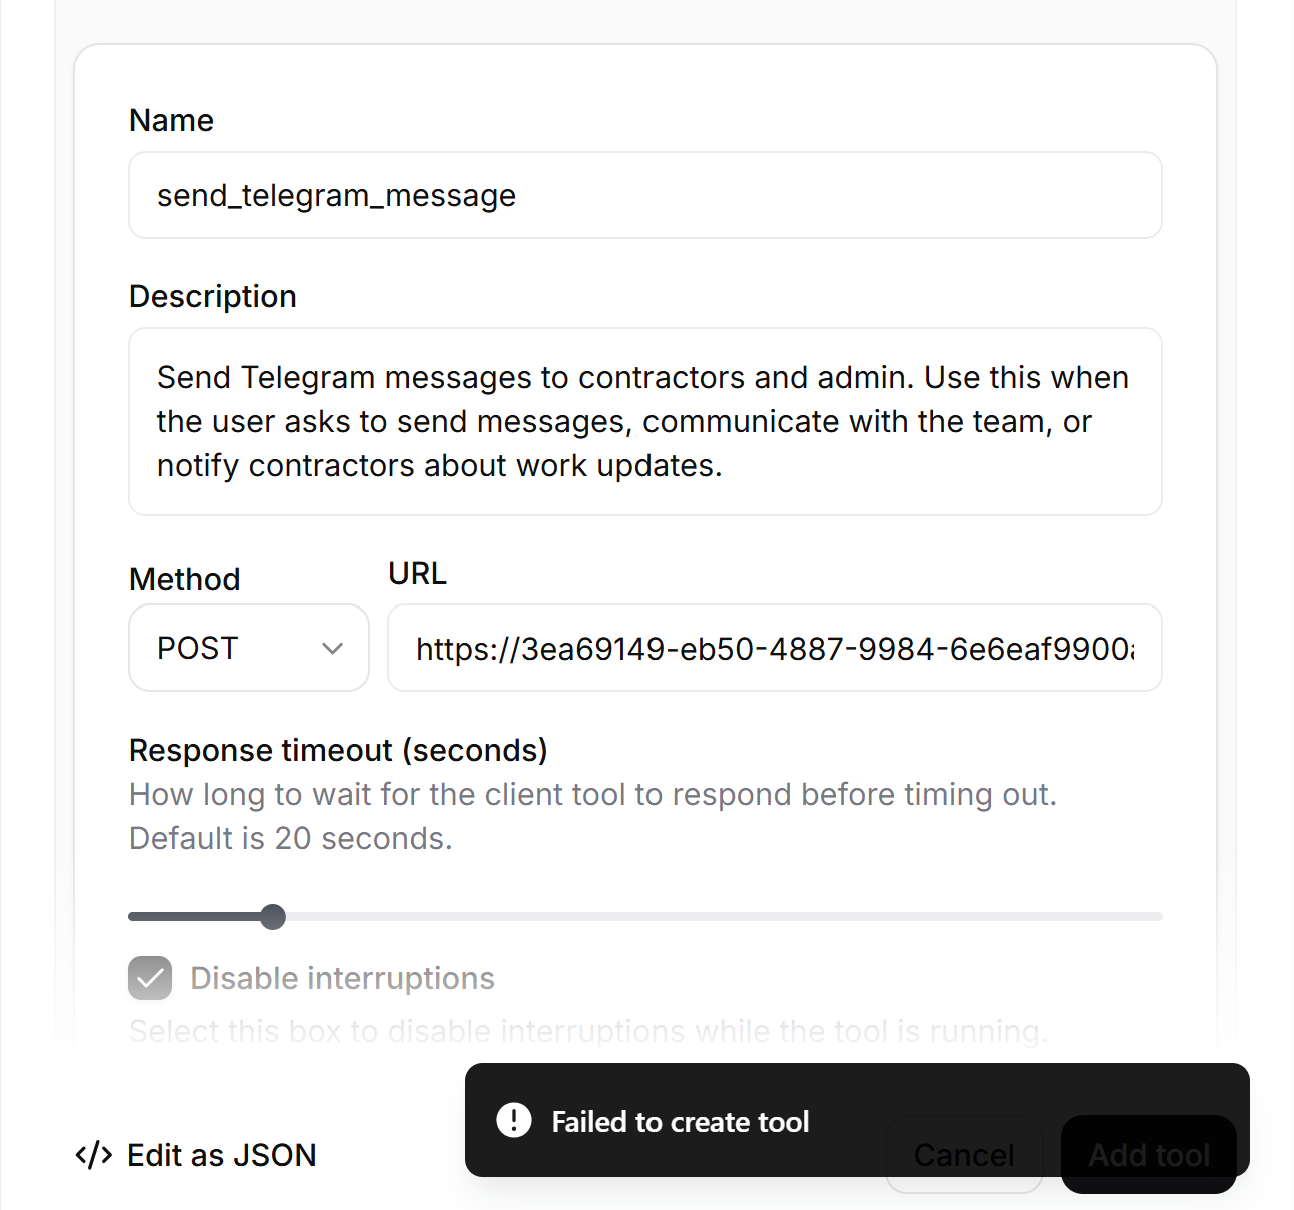 Name
send_telegram_message
Description
Send Telegram messages to contractors and admin. Use this when
the user asks to send messages, communicate with the team, or
notify contractors about work updates.
Method
URL
POST
https://3ea69149-eb50-4887-9984-6e6eaf9900a
Response timeout (seconds)
How long to wait for the client tool to respond before timing out.
Default is 20 seconds.
Disable interruptions
Select this box to disable interruptions while the tool is running.
Failed to create tool
</> Edit as JSON
Cancel
Add tool